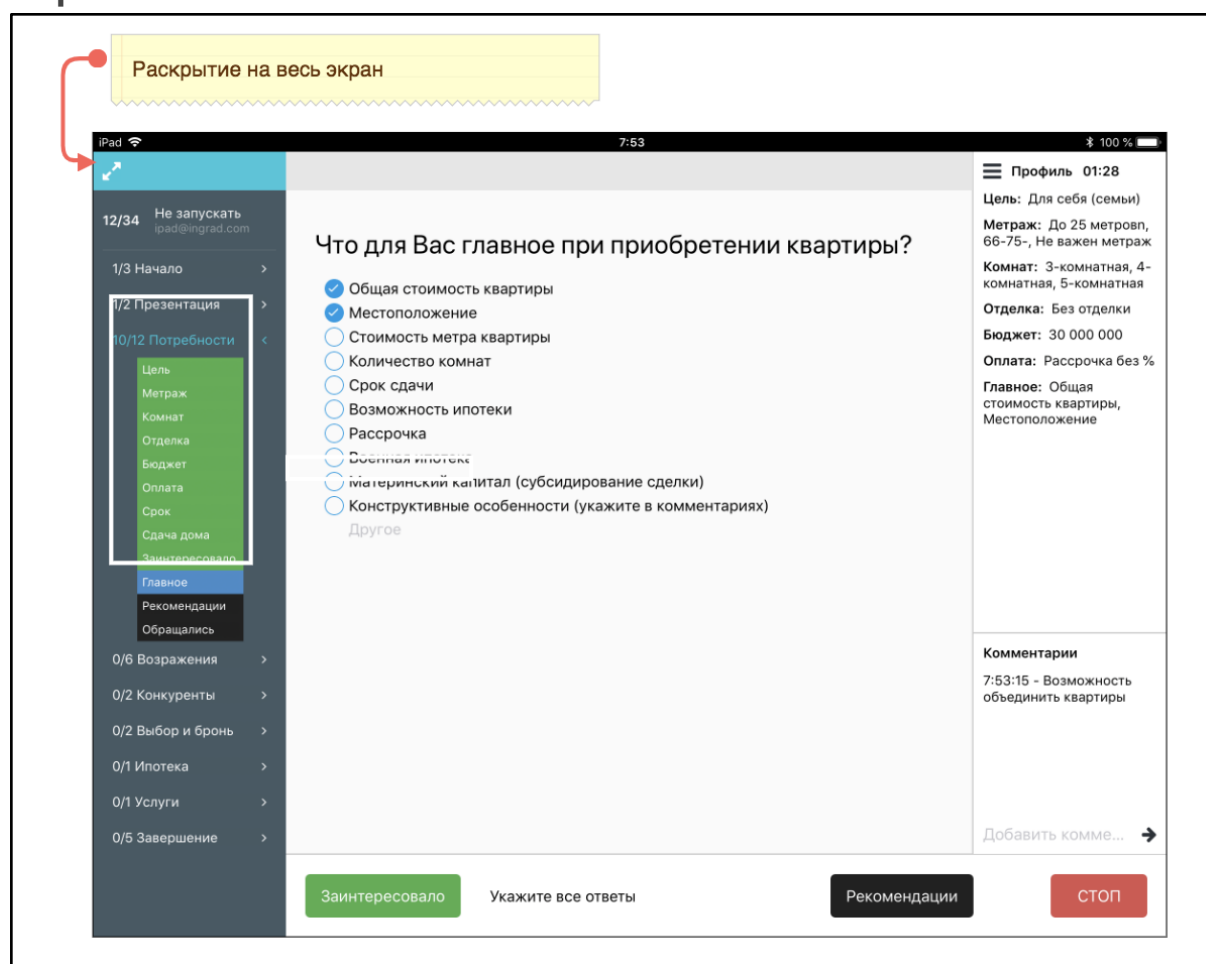 Раскрытие на весь экран
iPad 7:53 100 %
12/34 Не запускать
ipad@ingrad.com
1/3 Начало
1/2 Презентация
10/12 Потребности
Цель
Метраж
Комнат
Отделка
Бюджет
Оплата
Срок
Сдача дома
Заинтересовало
Главное
Рекомендации
Обращались
0/6 Возражения
0/2 Конкуренты
0/2 Выбор и бронь
0/1 Ипотека
0/1 Услуги
0/5 Завершение
Что для Вас главное при приобретении квартиры?
Общая стоимость квартиры
Местоположение
Стоимость метра квартиры
Количество комнат
Срок сдачи
Возможность ипотеки
Рассрочка
Военная ипотека
Материнский капитал (субсидирование сделки)
Конструктивные особенности (укажите в комментариях)
Другое
Профиль 01:28
Цель: Для себя (семьи)
Метраж: До 25 метровп,
66-75-, Не важен метраж
Комнат: 3-комнатная, 4-
комнатная, 5-комнатная
Отделка: Без отделки
Бюджет: 30 000 000
Оплата: Рассрочка без %
Главное: Общая
стоимость квартиры,
Местоположение
Комментарии
7:53:15 - Возможность
объединить квартиры
Добавить комме...
Заинтересовало
Укажите все ответы
Рекомендации
СТОП